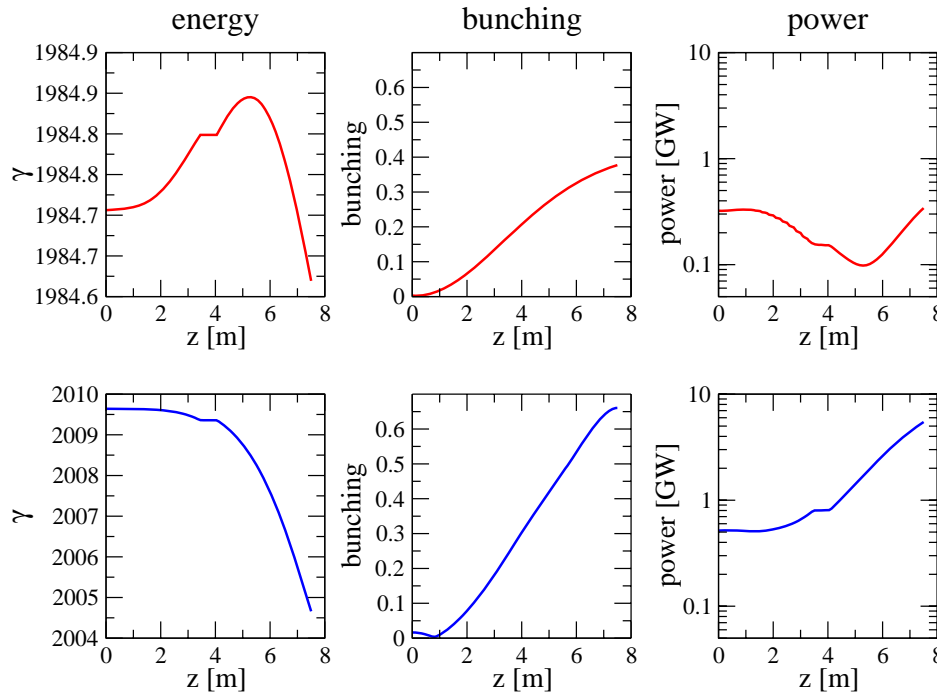 energy
bunching
power
1984.9
1984.9
1984.8
1984.8
1984.7
1984.7
1984.6
γ
0 2 4 6 8
z [m]
0.6
0.5
0.4
0.3
0.2
0.1
0
bunching
0 2 4 6 8
z [m]
10
1
0.1
power [GW]
0 2 4 6 8
z [m]
2010
2009
2008
2007
2006
2005
2004
γ
0 2 4 6 8
z [m]
0.6
0.5
0.4
0.3
0.2
0.1
0
bunching
0 2 4 6 8
z [m]
10
1
0.1
power [GW]
0 2 4 6 8
z [m]